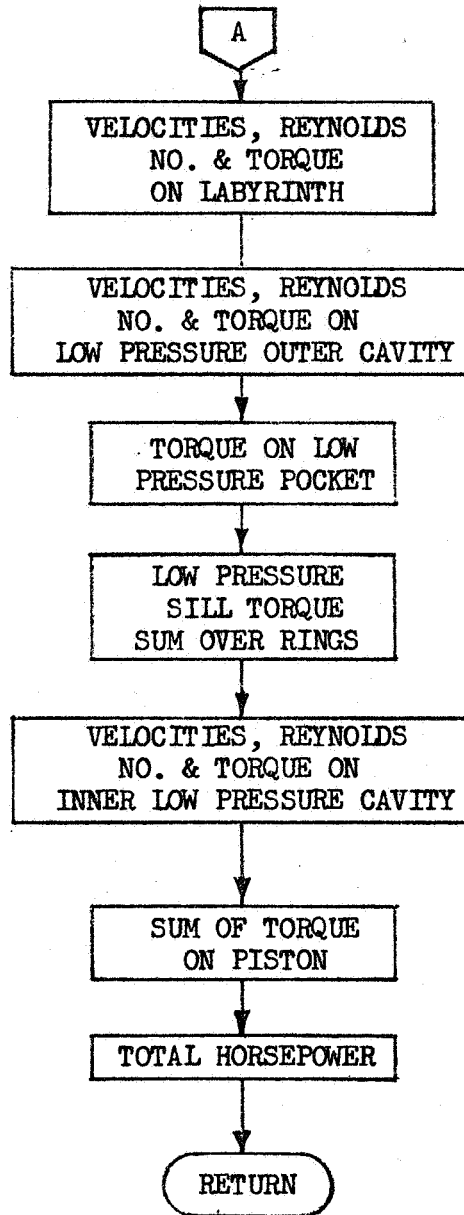 A
VELOCITIES, REYNOLDS
NO. & TORQUE
ON LABYRINTH
VELOCITIES, REYNOLDS
NO. & TORQUE ON
LOW PRESSURE OUTER CAVITY
TORQUE ON LOW
PRESSURE POCKET
LOW PRESSURE
SILL TORQUE
SUM OVER RINGS
VELOCITIES, REYNOLDS
NO. & TORQUE ON
INNER LOW PRESSURE CAVITY
SUM OF TORQUE
ON PISTON
TOTAL HORSEPOWER
RETURN